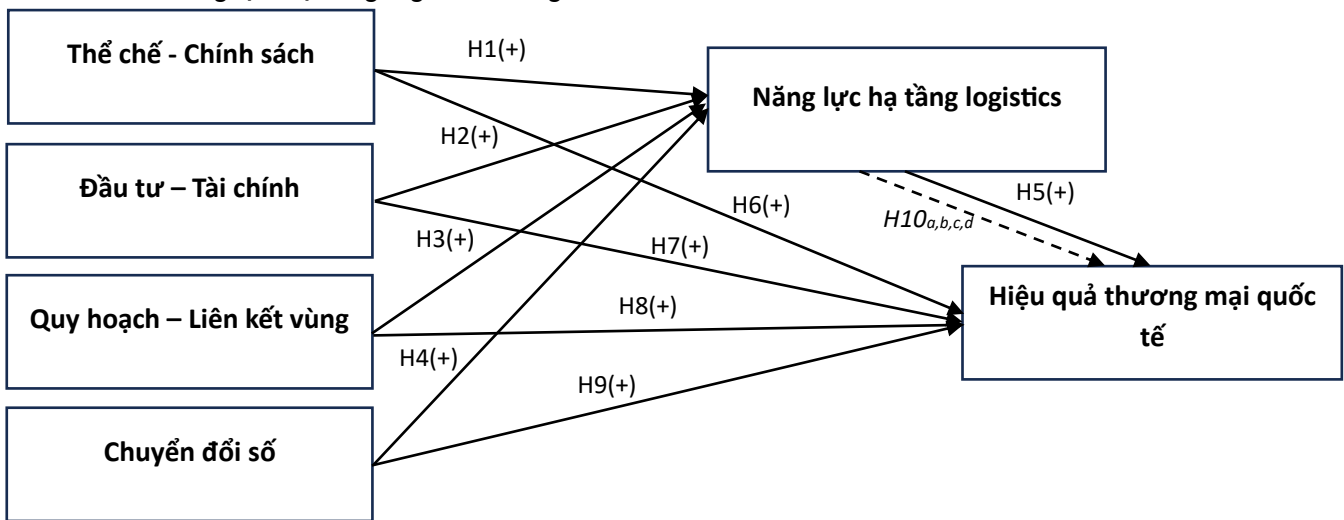 Thể chế - Chính sách
H1(+)
Năng lực hạ tầng logistics
H2(+)
Đầu tư – Tài chính
H6(+)
H5(+)
H10a,b,c,d
H3(+)
H7(+)
Quy hoạch – Liên kết vùng
H8(+)
Hiệu quả thương mại quốc
tế
H4(+)
H9(+)
Chuyển đổi số